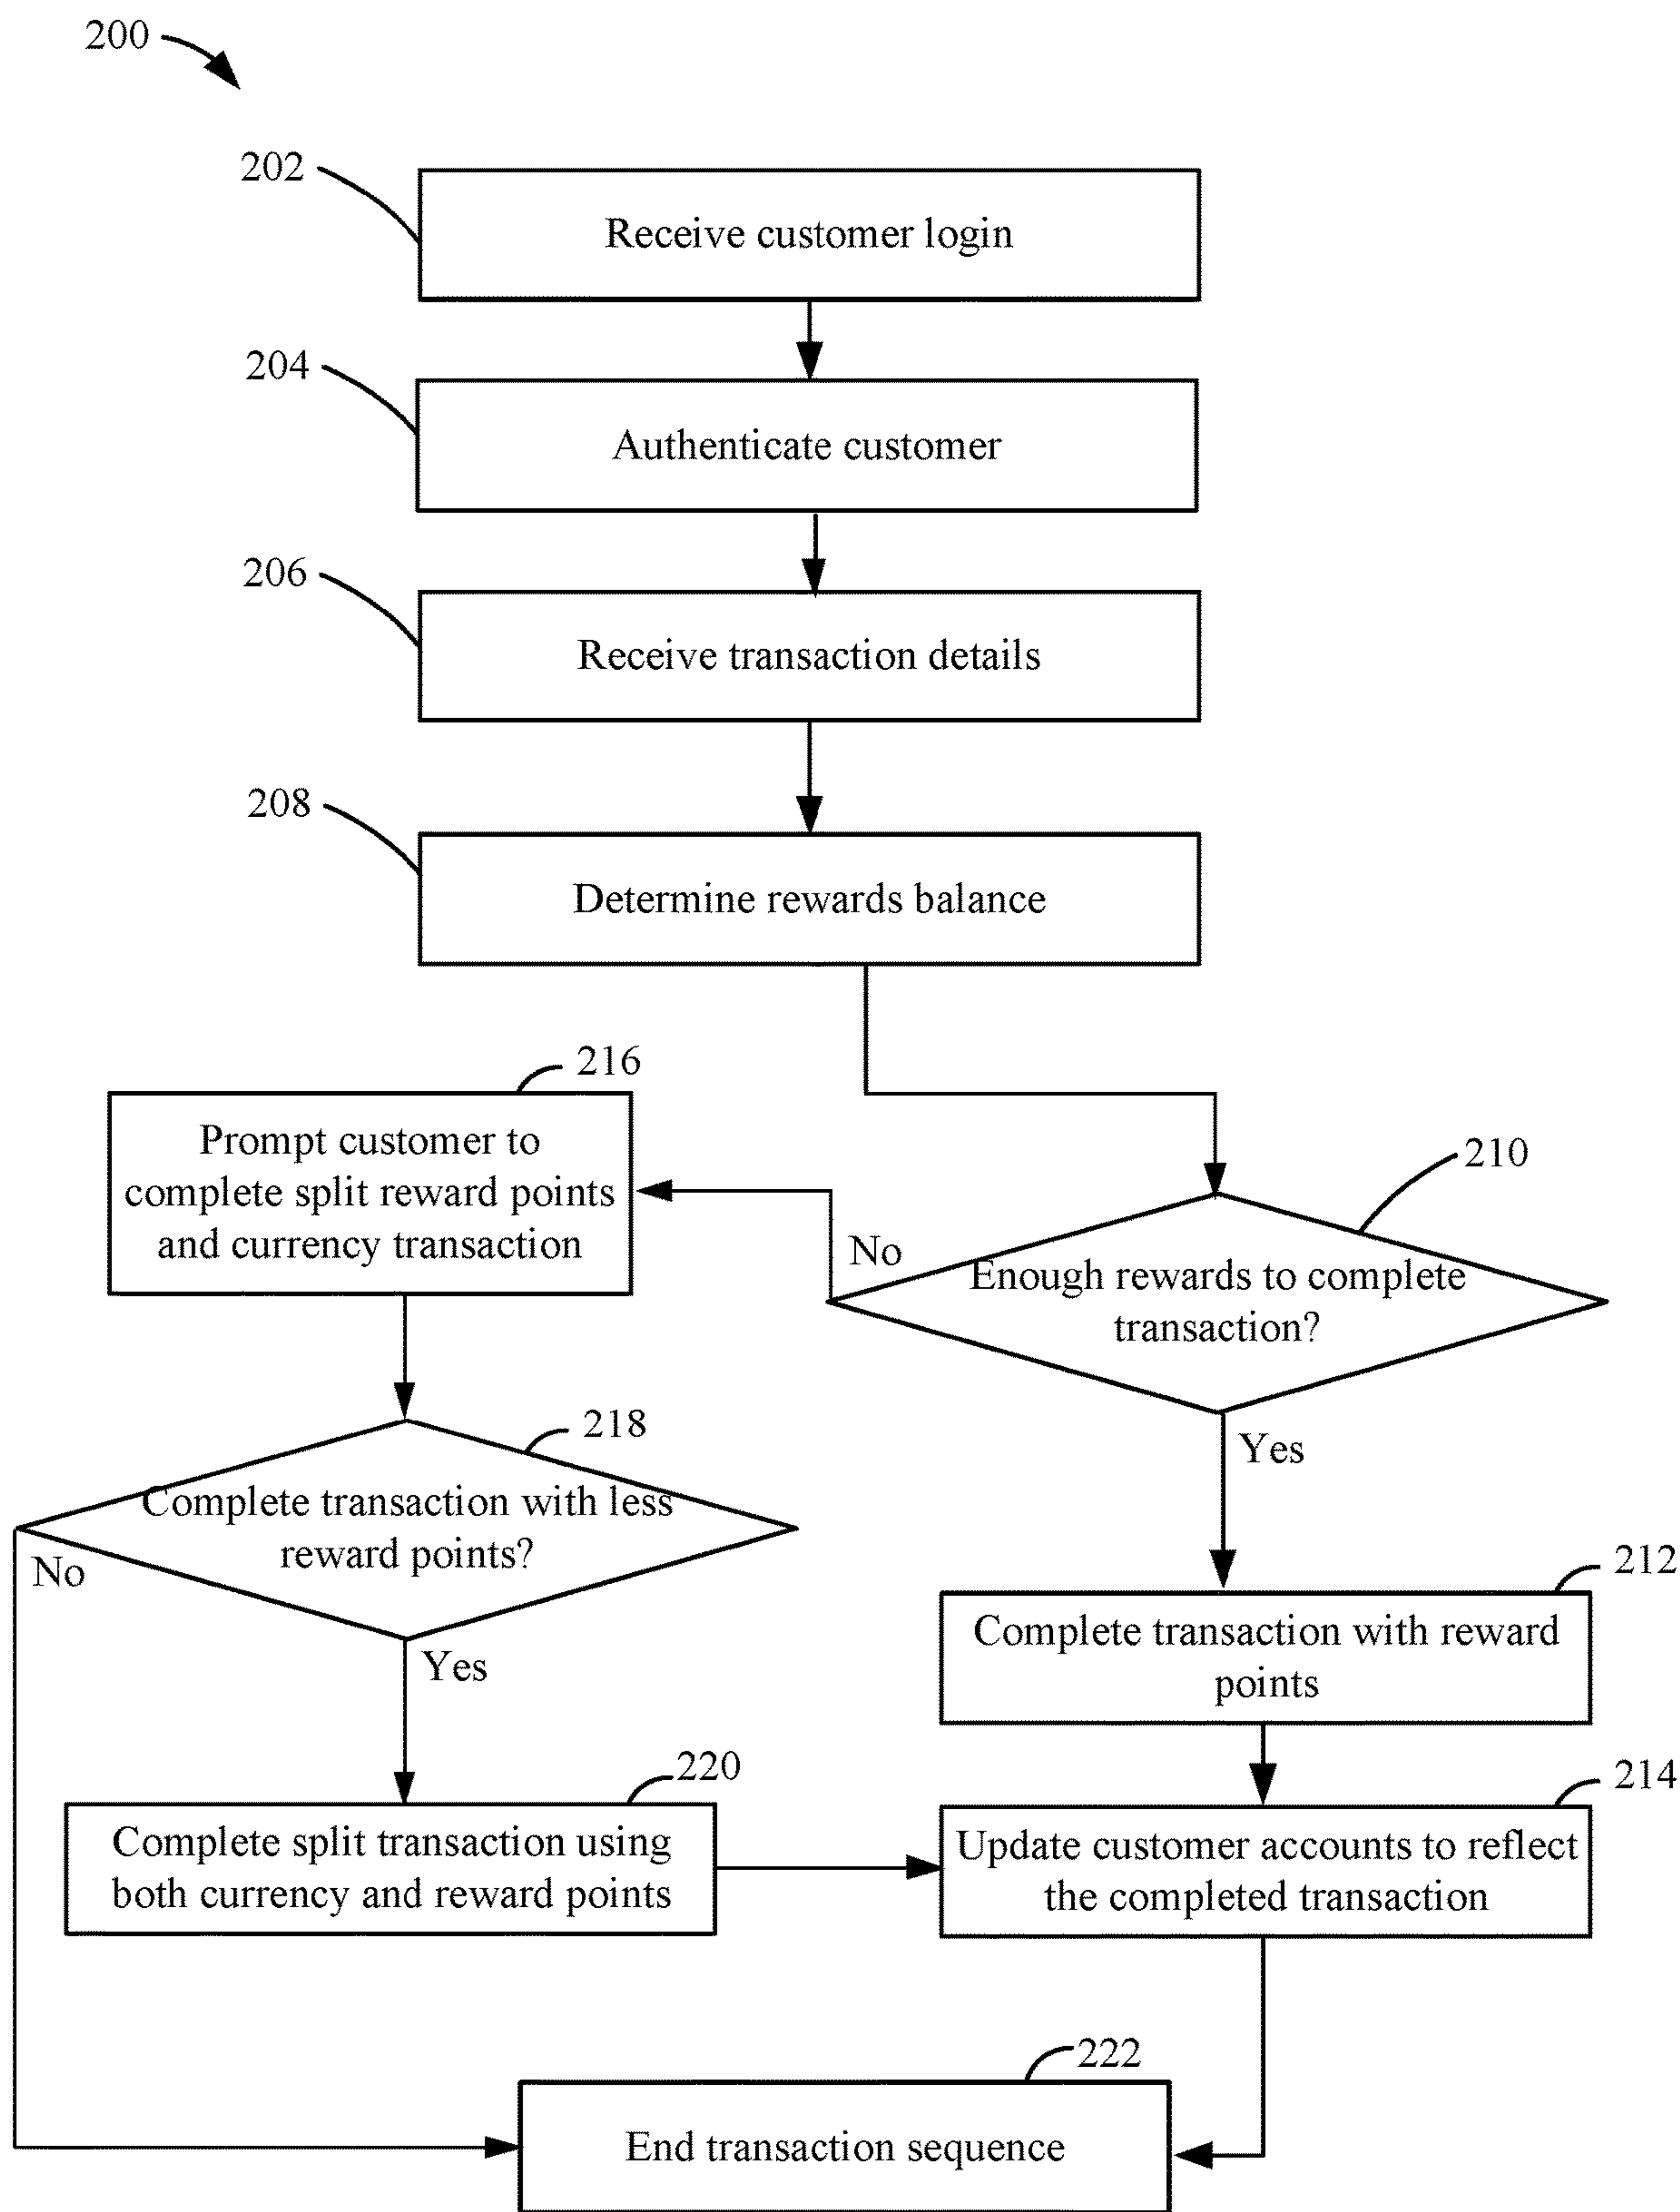 200
202
Receive customer login
204
Authenticate customer
206
Receive transaction details
208
Determine rewards balance
216
Prompt customer to
complete split reward points
and currency transaction
210
No
Enough rewards to complete
transaction?
218
Yes
Complete transaction with less
reward points?
No
212
Complete transaction with reward
points
Yes
220
214
Complete split transaction using
both currency and reward points
Update customer accounts to reflect
the completed transaction
222
End transaction sequence